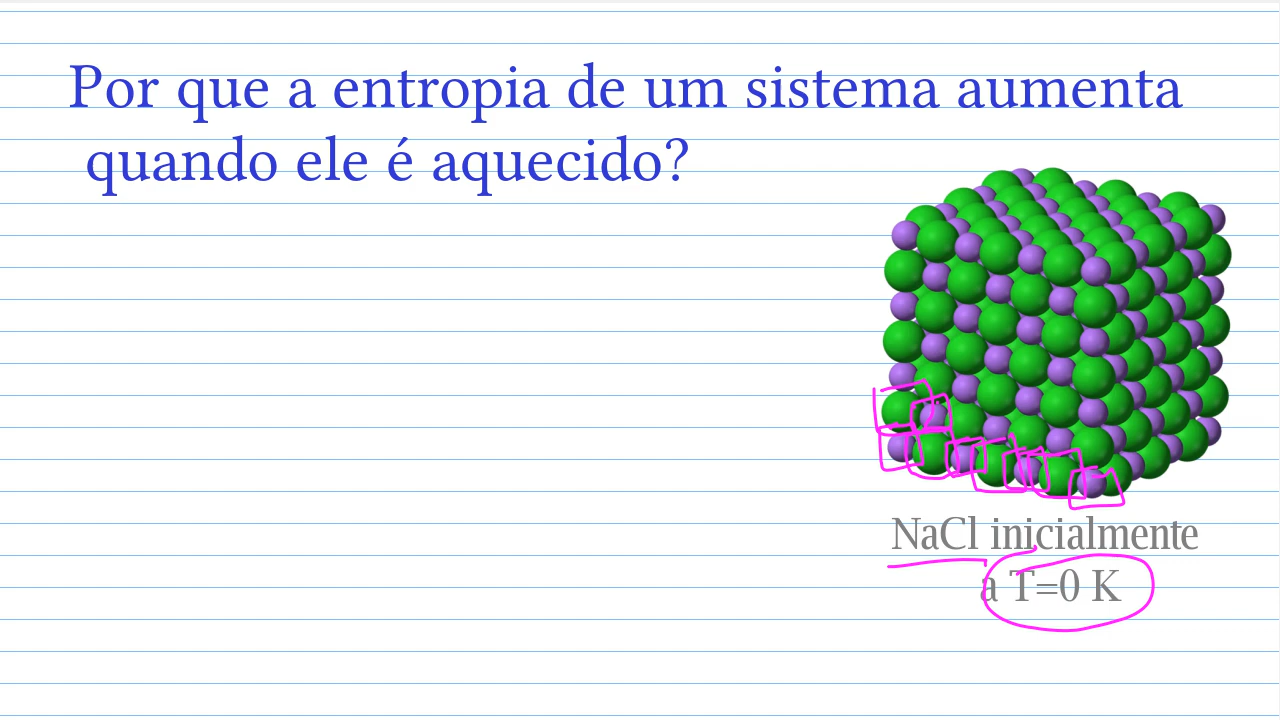 Por que a entropia de um sistema aumenta
quando ele é aquecido?
NaCl inicialmente
a T=0 K